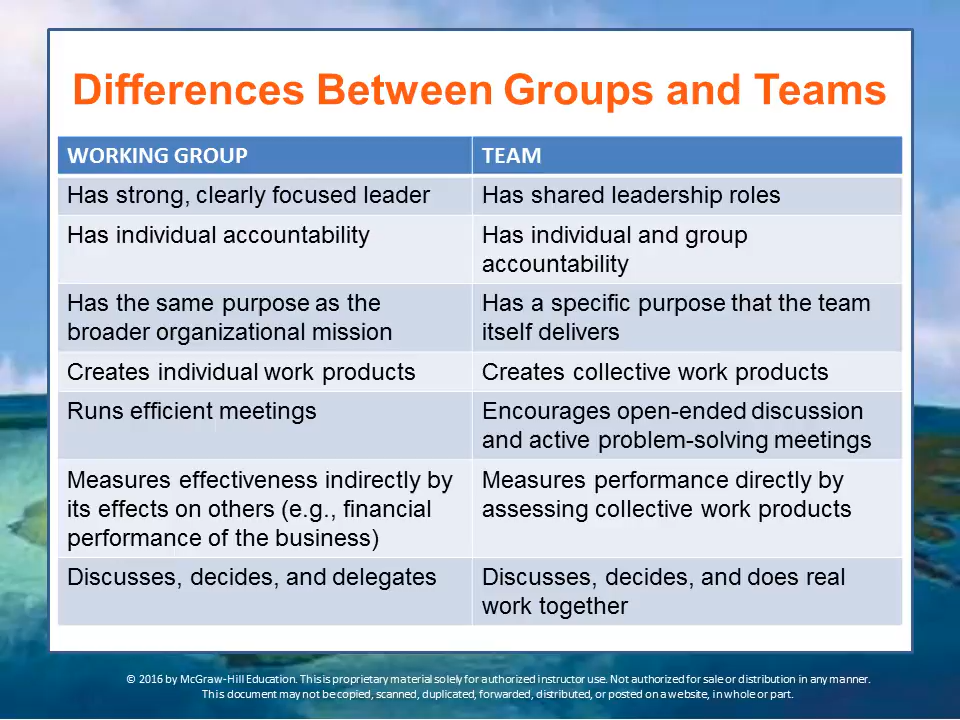 Differences Between Groups and Teams
WORKING GROUP
TEAM
Has strong, clearly focused leader
Has shared leadership roles
Has individual accountability
Has individual and group
accountability
Has the same purpose as the
broader organizational mission
Has a specific purpose that the team
itself delivers
Creates individual work products
Creates collective work products
Runs efficient meetings
Encourages open-ended discussion
and active problem-solving meetings
Measures effectiveness indirectly by
its effects on others (e.g., financial
performance of the business)
Measures performance directly by
assessing collective work products
Discusses, decides, and delegates
Discusses, decides, and does real
work together
© 2016 by McGraw-Hill Education. This is proprietary material solely for authorized instructor use. Not authorized for sale or distribution in any manner.
This document may not be copied, scanned, duplicated, forwarded, distributed, or posted on a website, in whole or part.